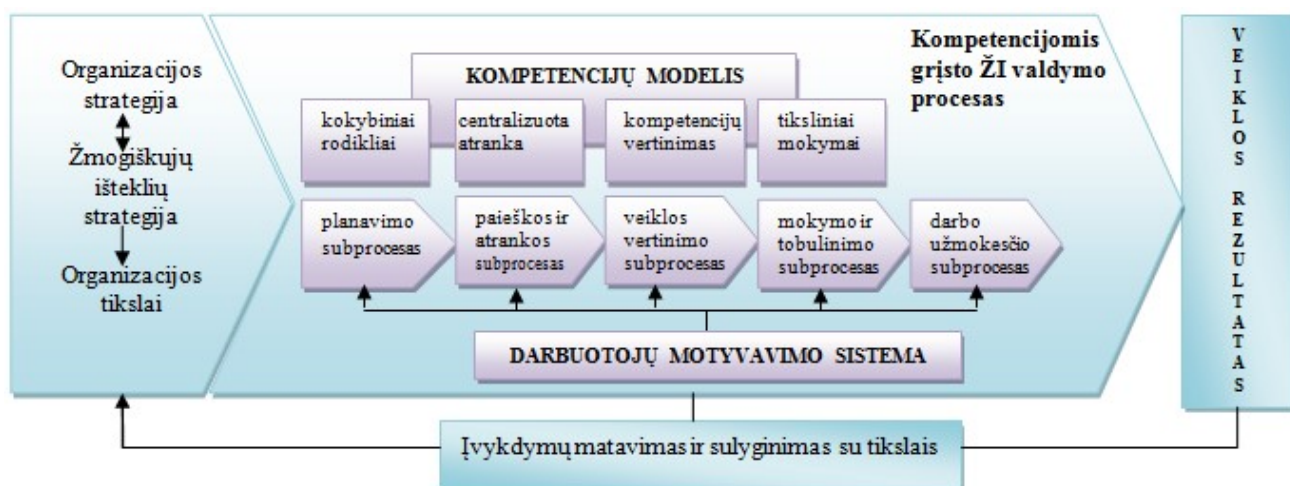 Organizacijos
strategija
Žmogiškųjų
išteklių
strategija
Organizacijos
tikslai
Kompetencijomis
grįsto ŽI valdymo
procesas
KOMPETENCIJŲ MODELIS
kokybiniai
rodikliai
centralizuota
atranka
kompetencijų
vertinimas
tiksliniai
mokymai
planavimo
subprocesas
paieškos ir
atrankos
subprocesas
veiklos
vertinimo
subprocesas
mokymo ir
tobulinimo
subprocesas
darbo
užmokesčio
subprocesas
DARBUOTOJŲ MOTYVAVIMO SISTEMA
VEIKLOS REZULTATAS
Įvykdymų matavimas ir sulyginimas su tikslais